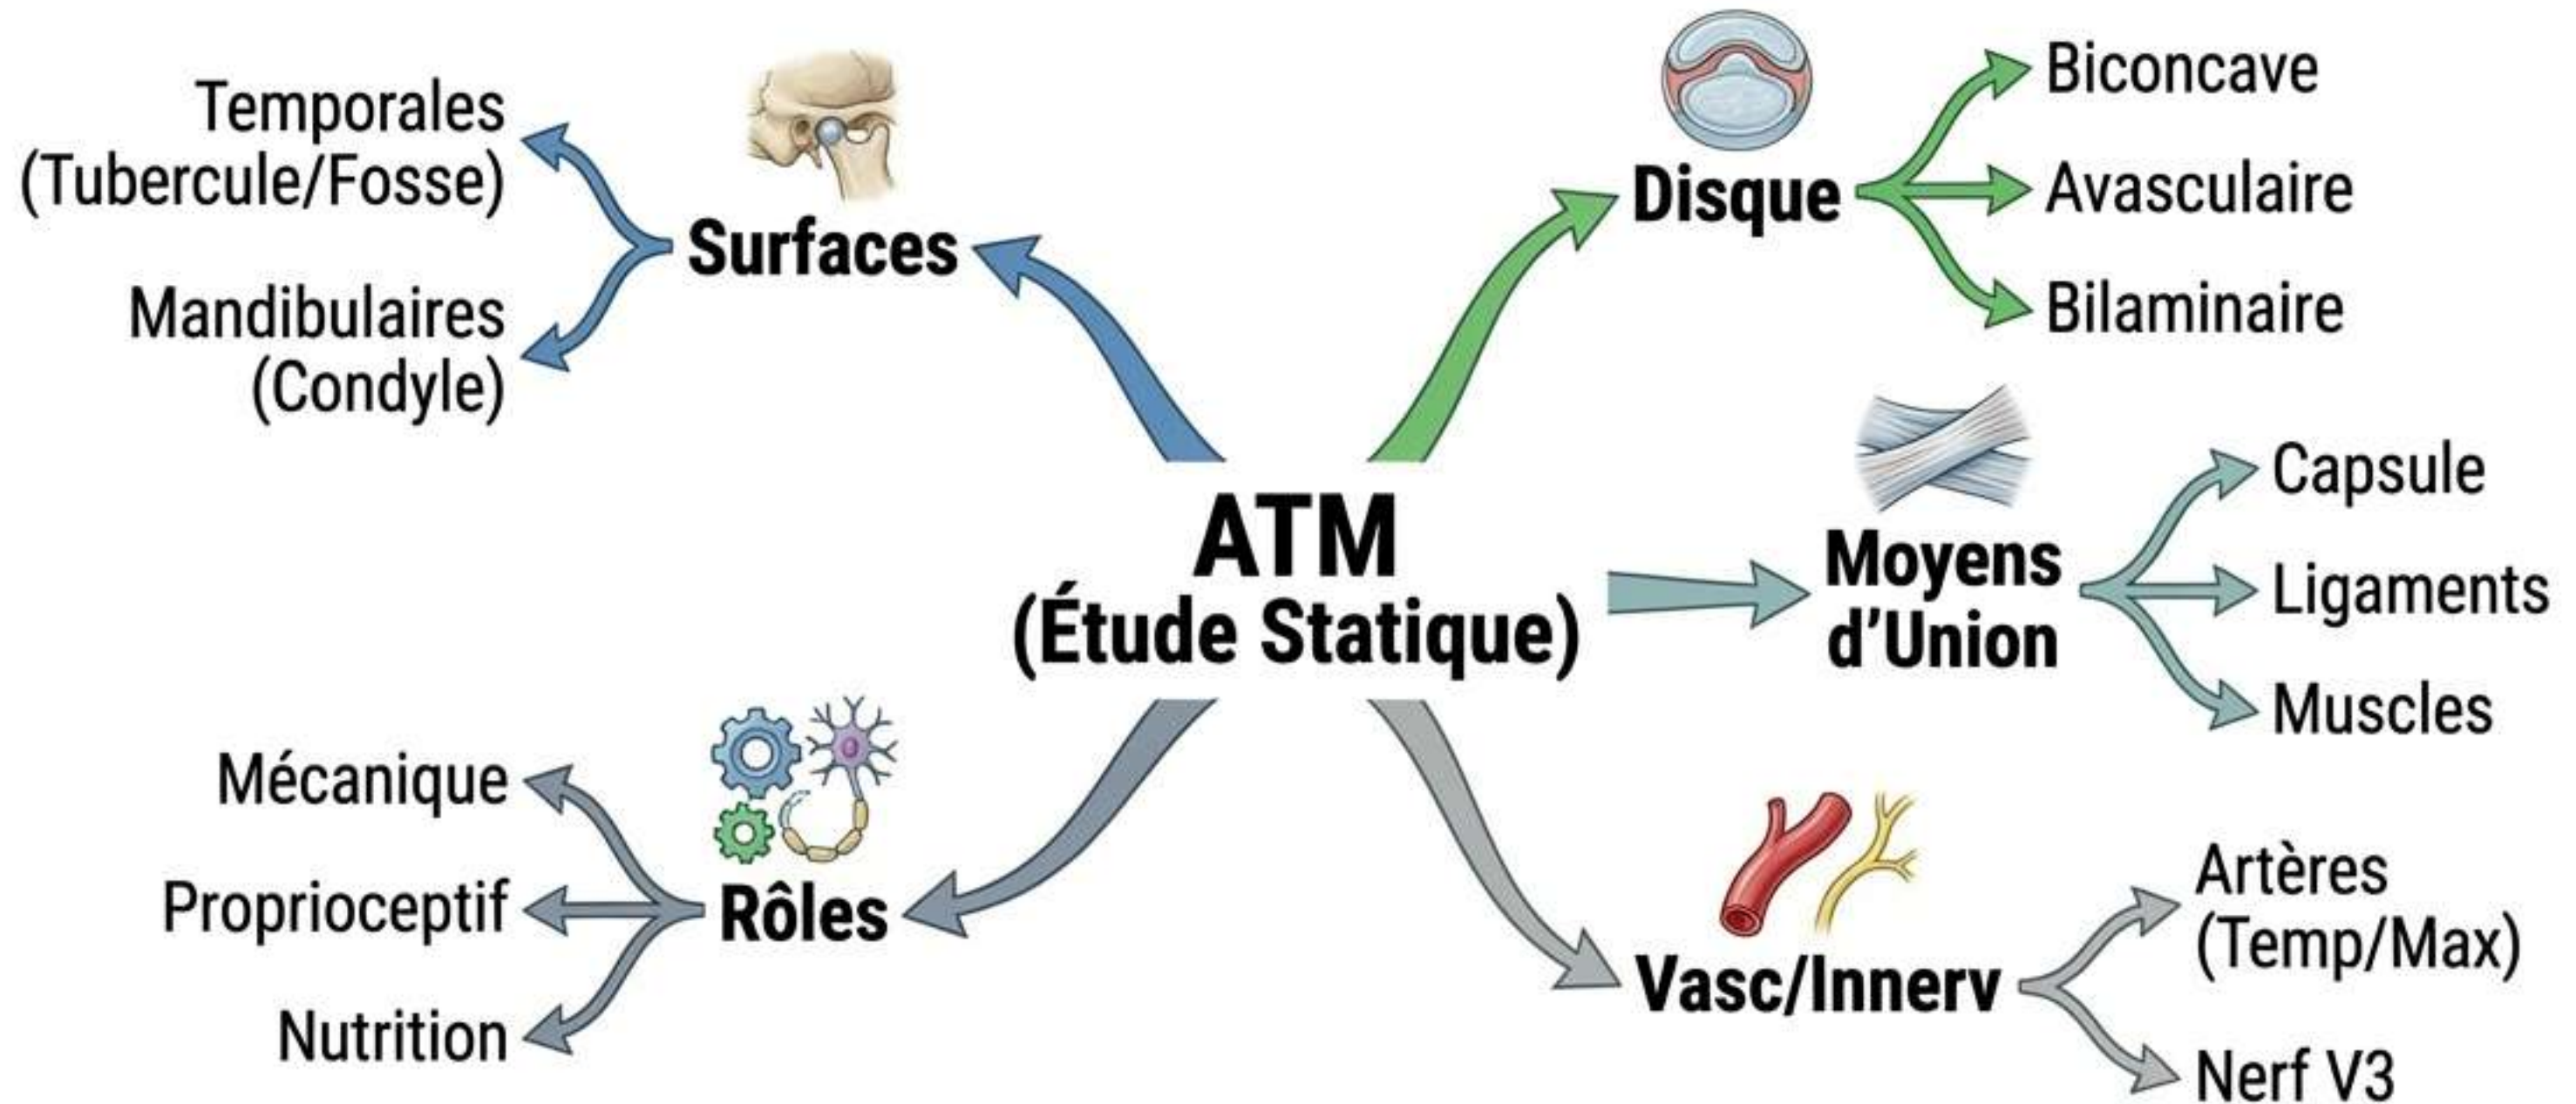 ATM
(Étude Statique)
Surfaces
Temporales
(Tubercule/Fosse)
Mandibulaires
(Condyle)
Disque
Biconcave
Avasculaire
Bilaminaire
Moyens
d’Union
Capsule
Ligaments
Muscles
Vasc/Innerv
Artères
(Temp/Max)
Nerf V3
Rôles
Mécanique
Proprioceptif
Nutrition